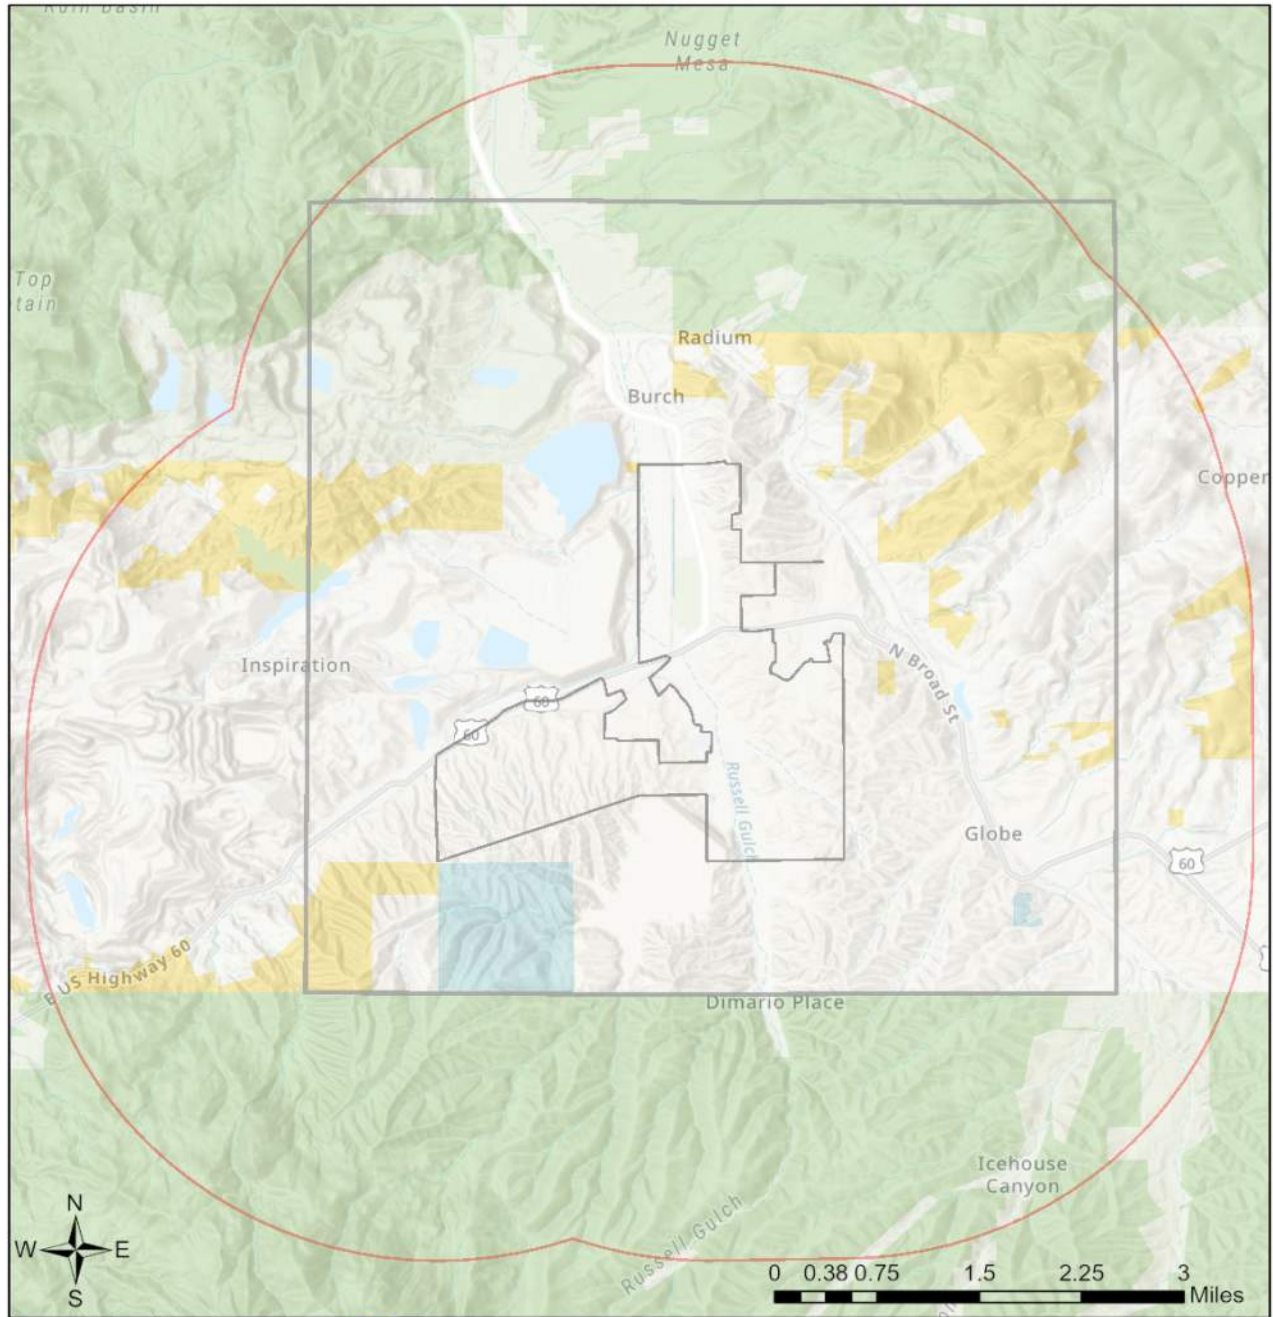 Nugget
Mesa
Top
tain
Radium
Burch
Copper
Inspiration
N Broad St
60
60
Russell Gulch
Globe
60
E US Highway 60
Dimario Place
Icehouse
Canyon
Russell Gulch
N
W E
S
0 0.38 0.75 1.5 2.25 3
Miles